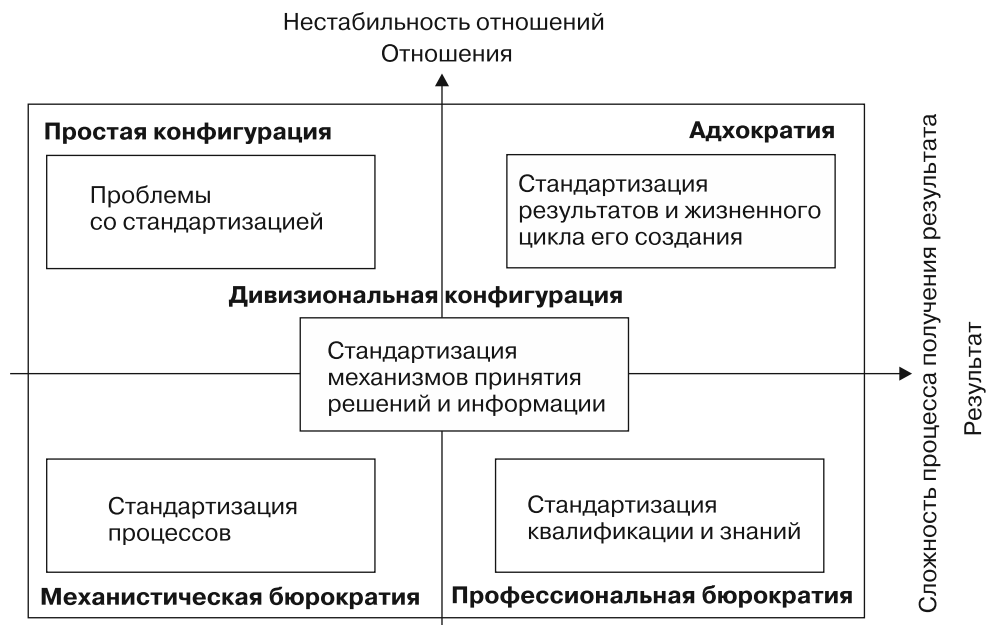 Нестабильность отношений
Отношения
Простая конфигурация
Адхократия
Проблемы
со стандартизацией
Стандартизация
результатов и жизненного
цикла его создания
Дивизиональная конфигурация
Стандартизация
механизмов принятия
решений и информации
Стандартизация
процессов
Стандартизация
квалификации и знаний
Механистическая бюрократия
Профессиональная бюрократия
Сложность процесса получения результата
Результат